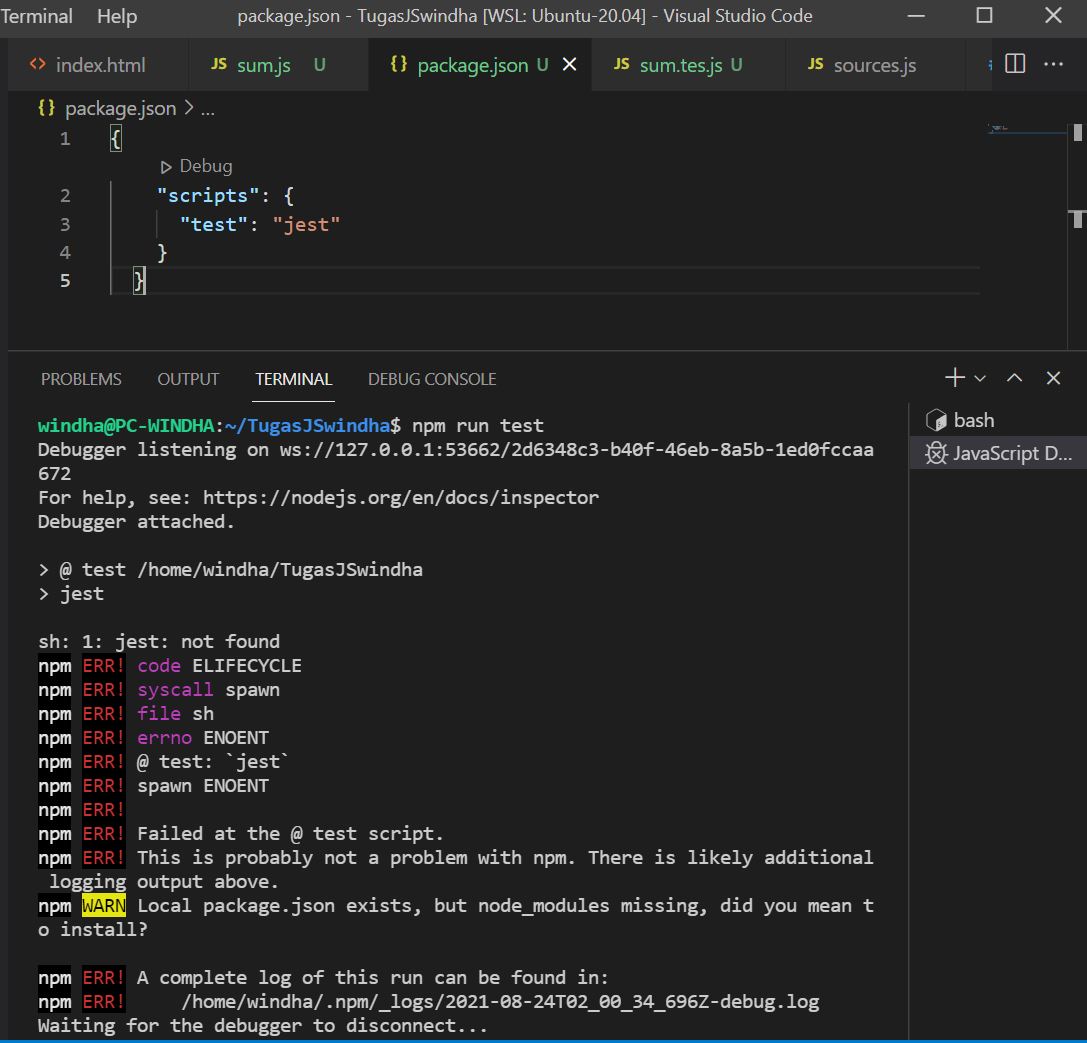 Terminal Help package.json - TugasJSwindha [WSL: Ubuntu-20.04] - Visual Studio Code
<> index.html JS sum.js U {} package.json U JS sum.tes.js U JS sources.js
{} package.json > ...
1 {
Debug
2 "scripts": {
3 "test": "jest"
4 }
5 }
PROBLEMS OUTPUT TERMINAL DEBUG CONSOLE
bash
JavaScript D...
windha@PC-WINDHA:~/TugasJSwindha$ npm run test
Debugger listening on ws://127.0.0.1:53662/2d6348c3-b40f-46eb-8a5b-1ed0fccaa
672
For help, see: https://nodejs.org/en/docs/inspector
Debugger attached.
> @ test /home/windha/TugasJSwindha
> jest
sh: 1: jest: not found
npm ERR! code ELIFECYCLE
npm ERR! syscall spawn
npm ERR! file sh
npm ERR! errno ENOENT
npm ERR! @ test: `jest`
npm ERR! spawn ENOENT
npm ERR!
npm ERR! Failed at the @ test script.
npm ERR! This is probably not a problem with npm. There is likely additional
logging output above.
npm WARN Local package.json exists, but node_modules missing, did you mean t
o install?
npm ERR! A complete log of this run can be found in:
npm ERR! /home/windha/.npm/_logs/2021-08-24T02_00_34_696Z-debug.log
Waiting for the debugger to disconnect...